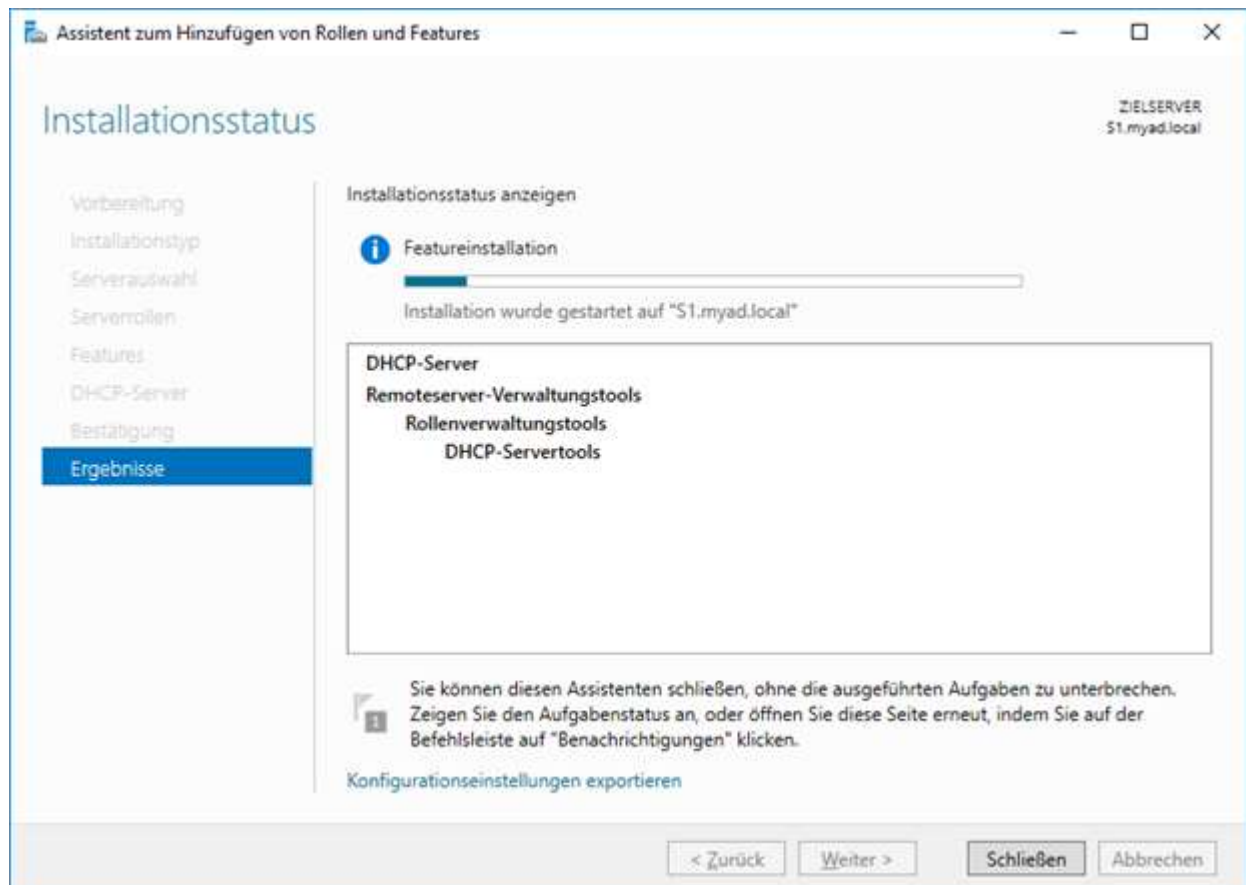 Assistent zum Hinzufügen von Rollen und Features
Installationsstatus
ZIELSERVER
S1.myad.local
Vorbereitung
Installationstyp
Serverauswahl
Serverrollen
Features
DHCP-Server
Bestätigung
Ergebnisse
Installationsstatus anzeigen
Featureinstallation
Installation wurde gestartet auf "S1.myad.local"
DHCP-Server
Remoteserver-Verwaltungstools
Rollenverwaltungstools
DHCP-Servertools
1
Sie können diesen Assistenten schließen, ohne die ausgeführten Aufgaben zu unterbrechen.
Zeigen Sie den Aufgabenstatus an, oder öffnen Sie diese Seite erneut, indem Sie auf der
Befehlsleiste auf "Benachrichtigungen" klicken.
Konfigurationseinstellungen exportieren
< Zurück
Weiter >
Schließen
Abbrechen